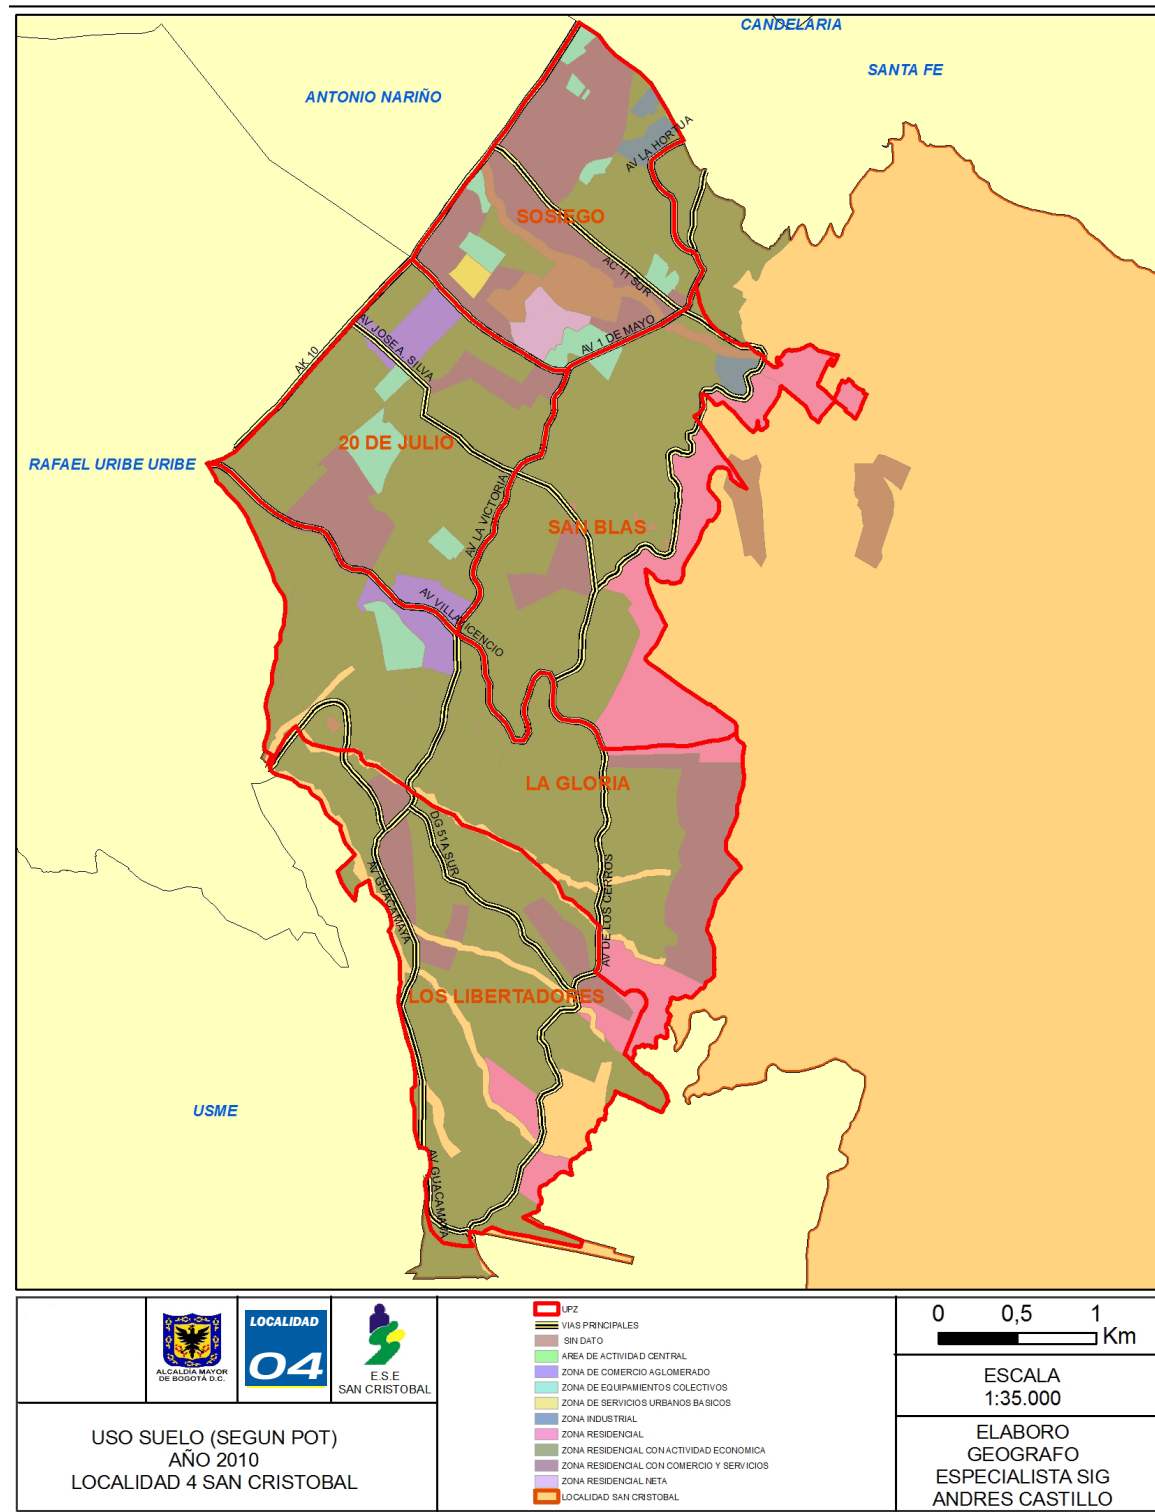 CANDELARIA
SANTA FE
ANTONIO NARIÑO
AV LA HORTUA
SOSIEGO
AC 11 SUR
AV 1 DE MAYO
AV JOSE A. SILVA
AK 10
20 DE JULIO
RAFAEL URIBE URIBE
AV LA VICTORIA
SAN BLAS
AV VILLAVICENCIO
LA GLORIA
DG 51A SUR
AV GUACAMAYA
AV DE LOS CERROS
LOS LIBERTADORES
USME
AV GUACAMAYA
ALCALDIA MAYOR
DE BOGOTÁ D.C.
LOCALIDAD
04
E.S.E
SAN CRISTOBAL
USO SUELO (SEGUN POT)
AÑO 2010
LOCALIDAD 4 SAN CRISTOBAL
UPZ
VIAS PRINCIPALES
SIN DATO
AREA DE ACTIVIDAD CENTRAL
ZONA DE COMERCIO AGLOMERADO
ZONA DE EQUIPAMIENTOS COLECTIVOS
ZONA DE SERVICIOS URBANOS BASICOS
ZONA INDUSTRIAL
ZONA RESIDENCIAL
ZONA RESIDENCIAL CON ACTIVIDAD ECONOMICA
ZONA RESIDENCIAL CON COMERCIO Y SERVICIOS
ZONA RESIDENCIAL NETA
LOCALIDAD SAN CRISTOBAL
0 0,5 1
Km
ESCALA
1:35.000
ELABORO
GEOGRAFO
ESPECIALISTA SIG
ANDRES CASTILLO